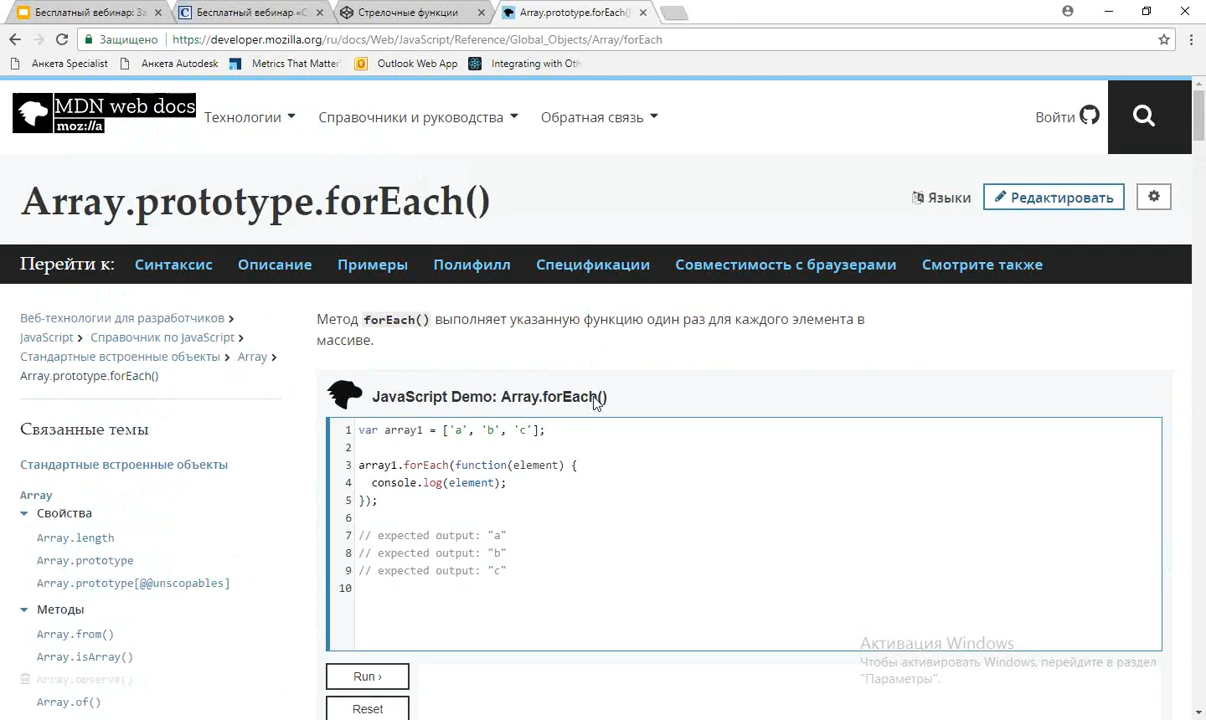 Бесплатный вебинар: За
Бесплатный вебинар «С
Стрелочные функции
Array.prototype.forEach()
Защищено
https://developer.mozilla.org/ru/docs/Web/JavaScript/Reference/Global_Objects/Array/forEach
Анкета Specialist
Анкета Autodesk
Metrics That Matter
Outlook Web App
Integrating with Oth
MDN web docs
moz://a
Технологии
Справочники и руководства
Обратная связь
Войти
Array.prototype.forEach()
Языки
Редактировать
Перейти к:
Синтаксис
Описание
Примеры
Полифилл
Спецификации
Совместимость с браузерами
Смотрите также
Веб-технологии для разработчиков
JavaScript
Справочник по JavaScript
Стандартные встроенные объекты
Array
Array.prototype.forEach()
Связанные темы
Стандартные встроенные объекты
Array
Свойства
Array.length
Array.prototype
Array.prototype[@@unscopables]
Методы
Array.from()
Array.isArray()
Array.observe()
Array.of()
Метод forEach() выполняет указанную функцию один раз для каждого элемента в
массиве.
JavaScript Demo: Array.forEach()
1 var array1 = ['a', 'b', 'c'];
2
3 array1.forEach(function(element) {
4 console.log(element);
5 });
6
7 // expected output: "a"
8 // expected output: "b"
9 // expected output: "c"
10
Run ›
Reset
Активация Windows
Чтобы активировать Windows, перейдите в раздел
"Параметры".